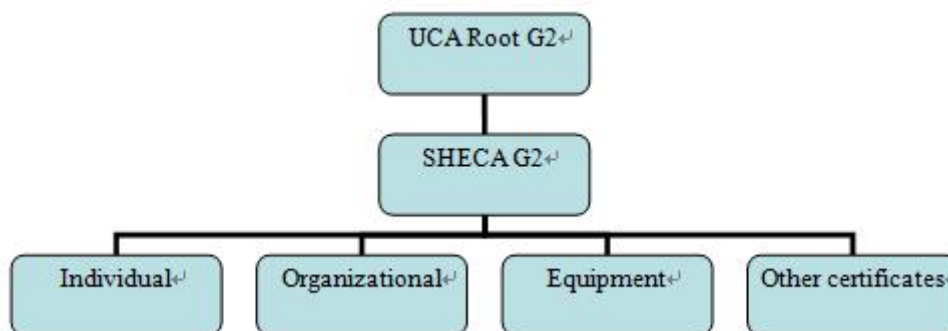 UCA Root G2↵
SHECA G2↵
Individual↵
Organizational↵
Equipment↵
Other certificates↵